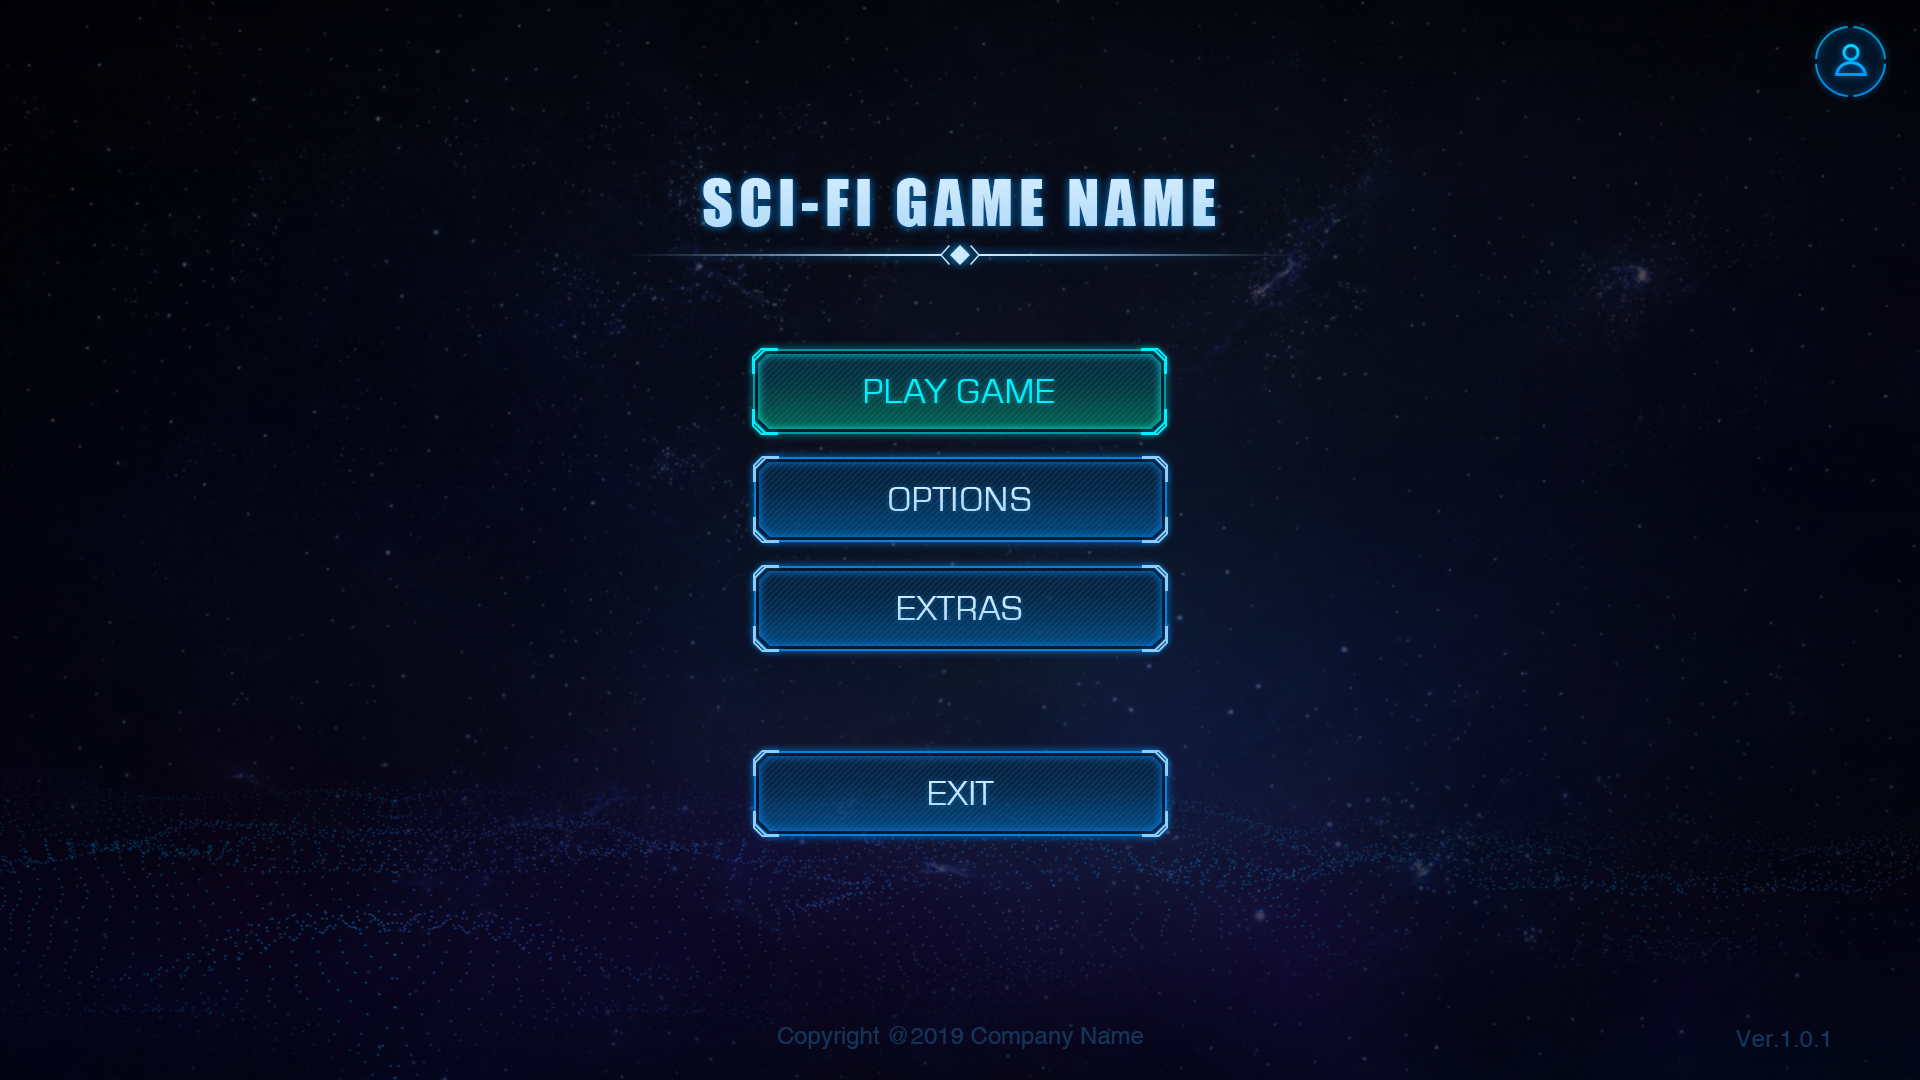 SCI-FI GAME NAME
PLAY GAME
OPTIONS
EXTRAS
EXIT
Copyright @2019 Company Name
Ver.1.0.1